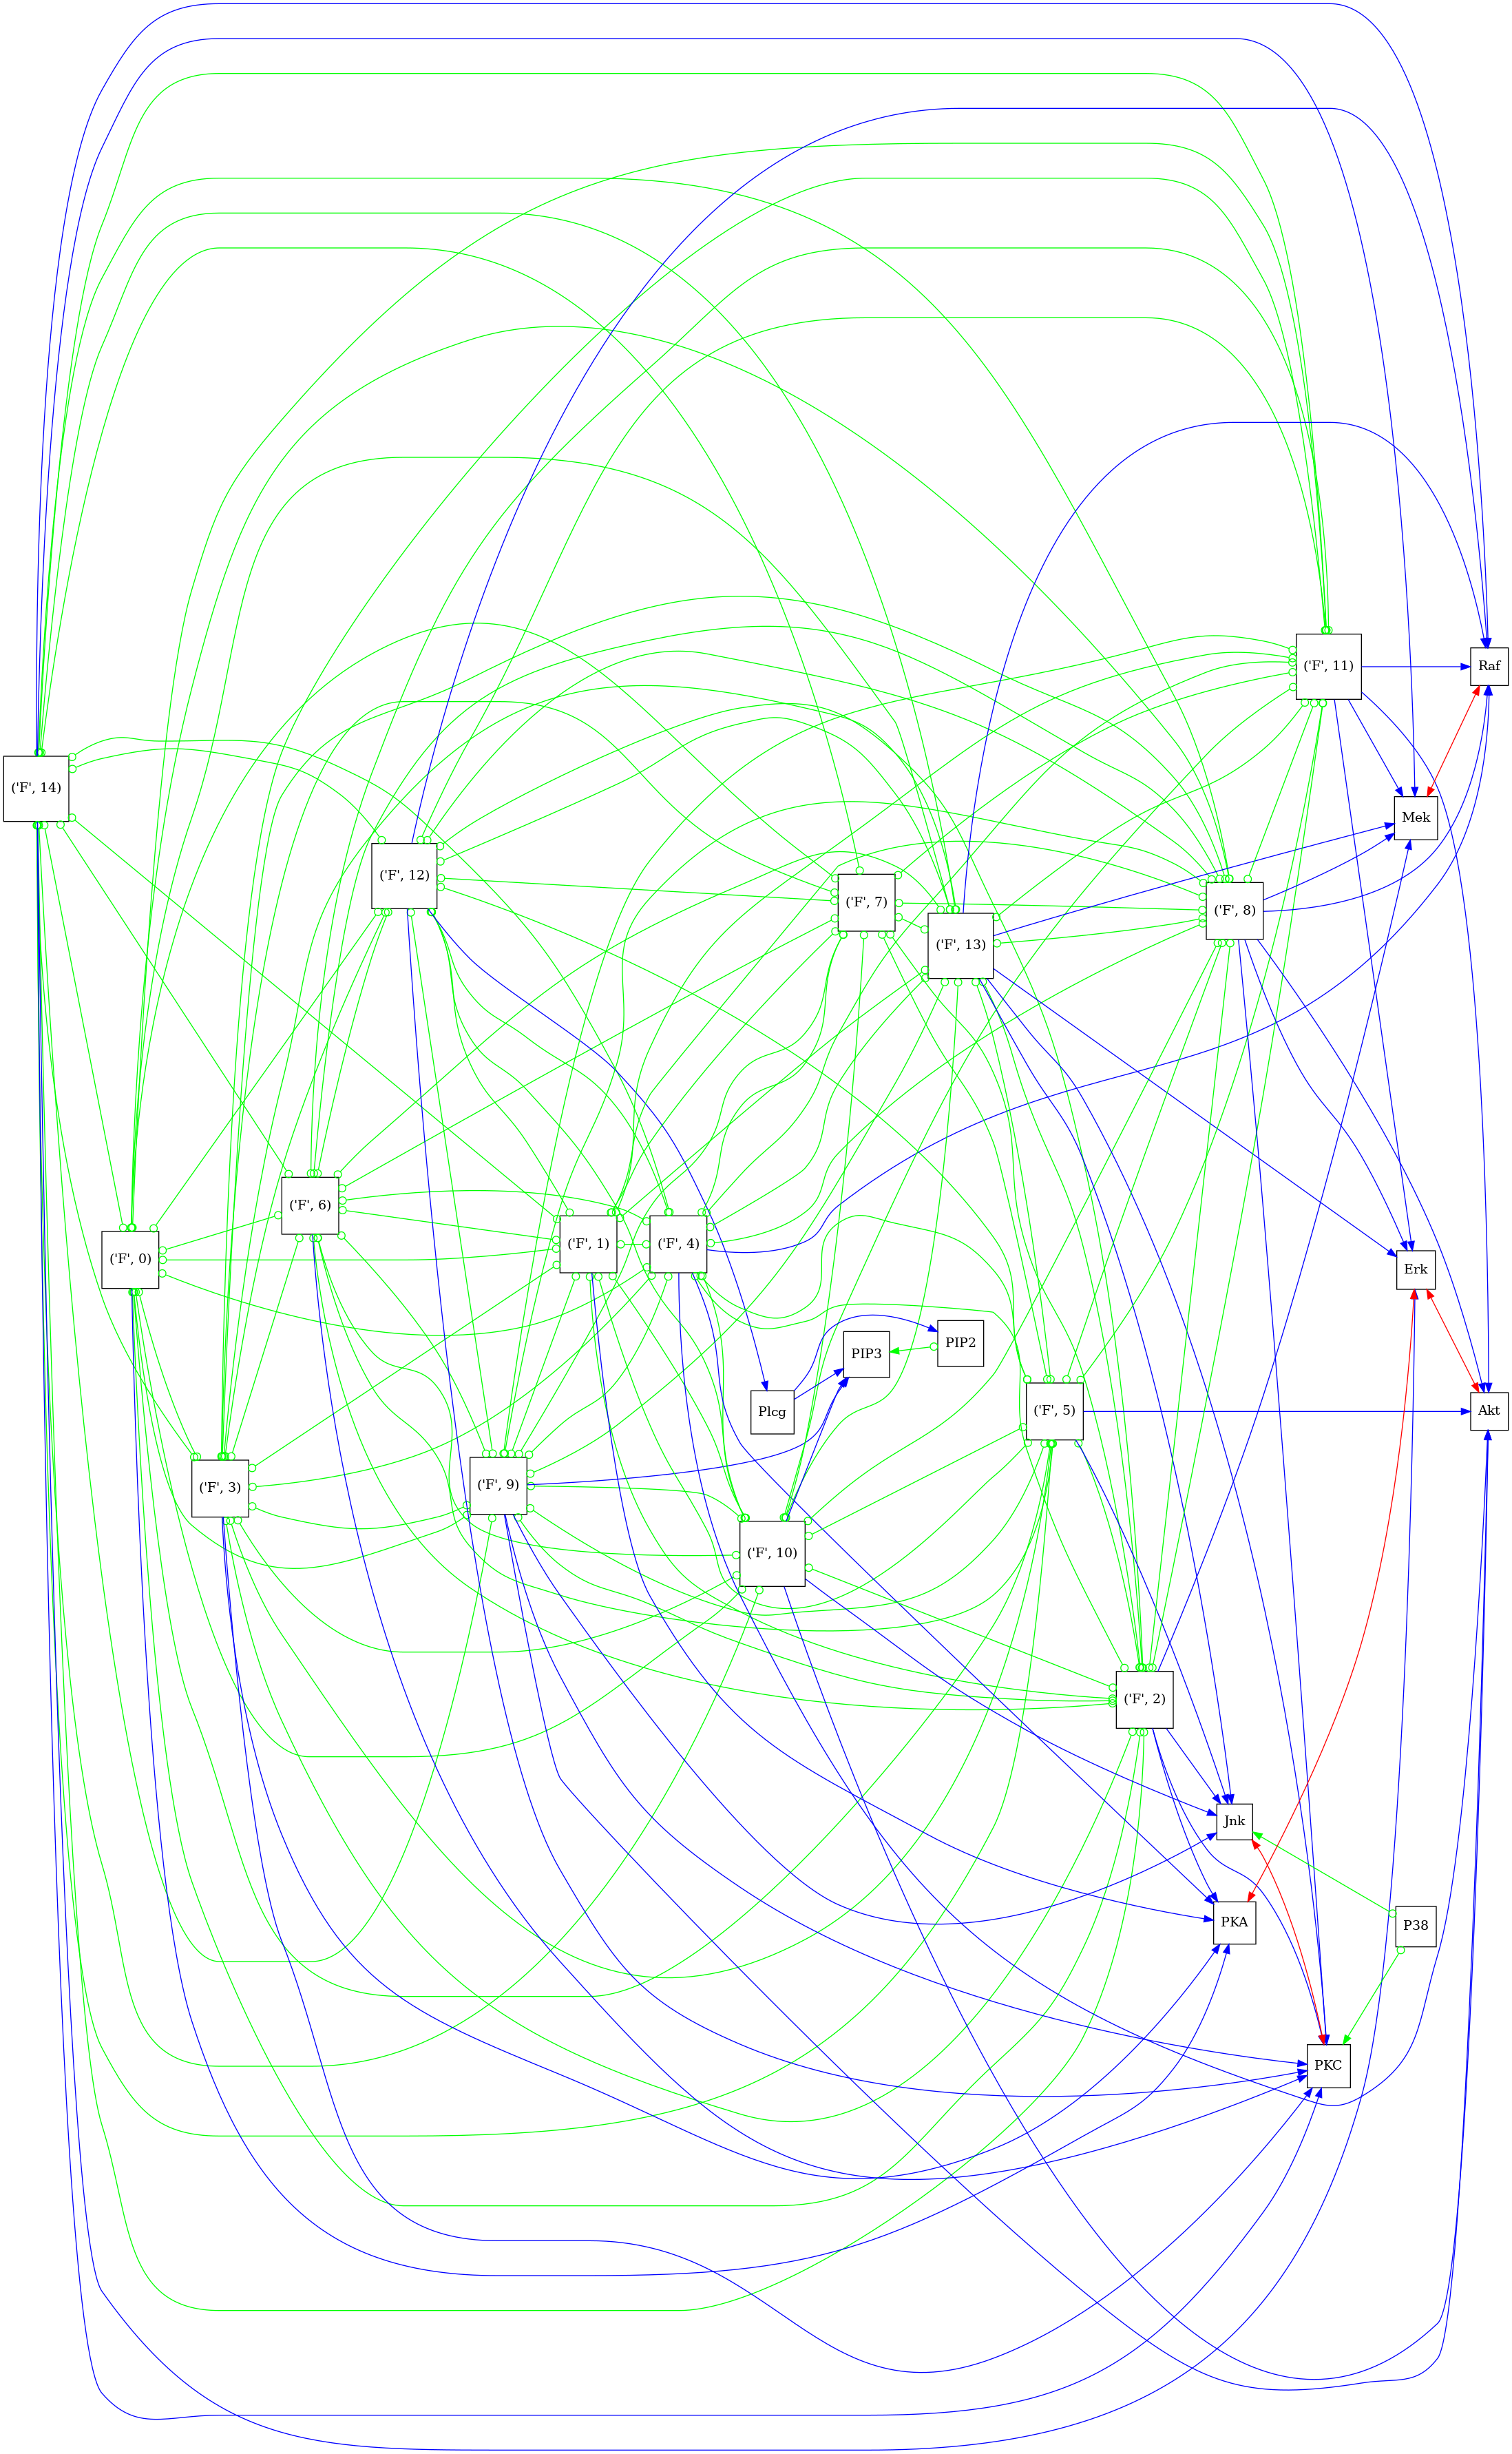 ('F', 11)
Raf
('F', 14)
Mek
('F', 12)
('F', 7)
('F', 8)
('F', 13)
('F', 6)
('F', 0)
('F', 1)
('F', 4)
Erk
PIP2
PIP3
Plcg
('F', 5)
Akt
('F', 3)
('F', 9)
('F', 10)
('F', 2)
Jnk
PKA
P38
PKC